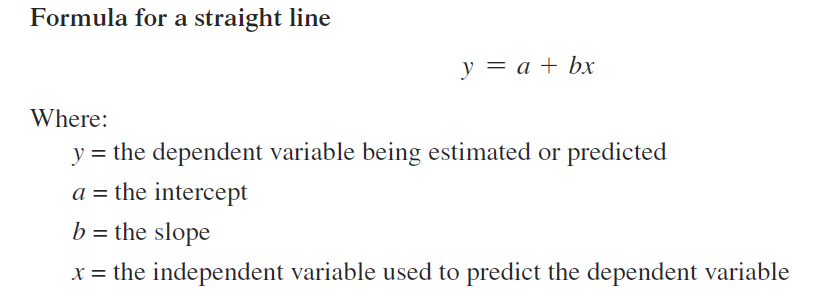 Formula for a straight line
y = a + bx
Where:
y = the dependent variable being estimated or predicted
a = the intercept
b = the slope
x = the independent variable used to predict the dependent variable